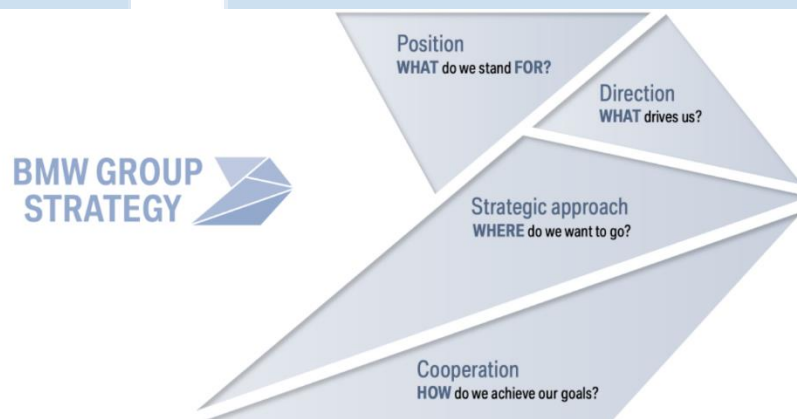 Position
WHAT do we stand FOR?
Direction
WHAT drives us?
BMW GROUP
STRATEGY
Strategic approach
WHERE do we want to go?
Cooperation
HOW do we achieve our goals?